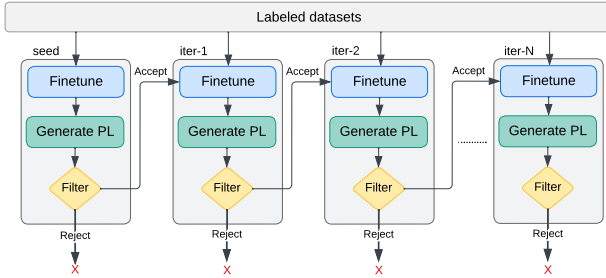 Labeled datasets
seed
iter-1
iter-2
iter-N
Finetune
Accept
Finetune
Accept
Finetune
Accept
Finetune
Generate PL
Generate PL
Generate PL
Generate PL
Filter
Filter
Filter
Filter
Reject
Reject
Reject
Reject
X
X
X
X